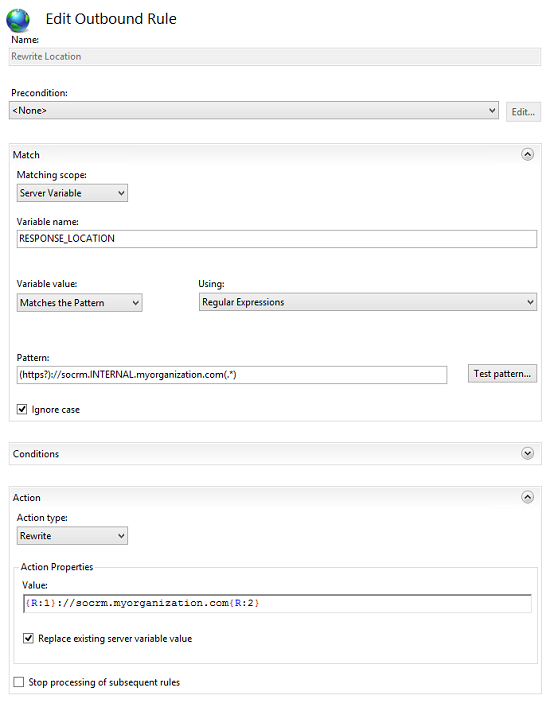 Edit Outbound Rule
Name:
Rewrite Location
Precondition:
<None>
Edit...
Match
Matching scope:
Server Variable
Variable name:
RESPONSE_LOCATION
Variable value:
Using:
Matches the Pattern
Regular Expressions
Pattern:
(https?)://socrm.INTERNAL.myorganization.com(.*)
Test pattern...
Ignore case
Conditions
Action
Action type:
Rewrite
Action Properties
Value:
{R:1}://socrm.myorganization.com{R:2}
Replace existing server variable value
Stop processing of subsequent rules